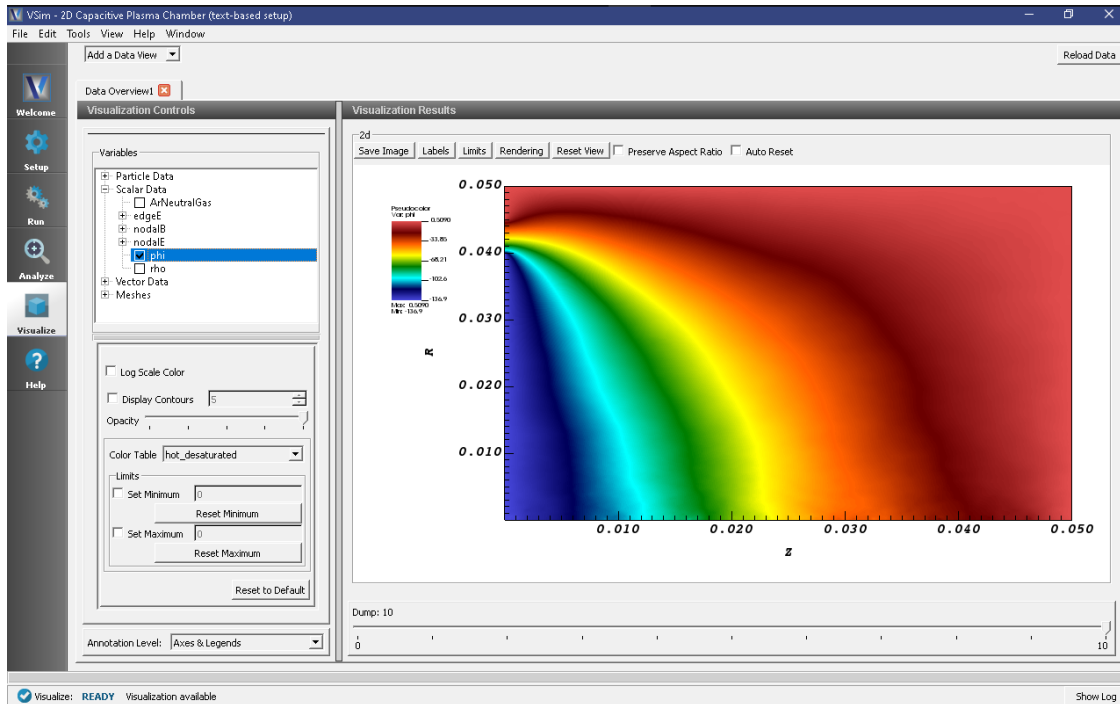 VSim - 2D Capacitive Plasma Chamber (text-based setup)
File Edit Tools View Help Window
Add a Data View
Reload Data
Data Overview1
Welcome
Setup
Run
Analyze
Visualize
Help
Visualization Controls
Variables
Particle Data
Scalar Data
ArNeutralGas
edgeE
nodalB
nodalE
phi
rho
Vector Data
Meshes
Log Scale Color
Display Contours 5
Opacity
Color Table hot_desaturated
Limits
Set Minimum 0
Reset Minimum
Set Maximum 0
Reset Maximum
Reset to Default
Annotation Level: Axes & Legends
Visualization Results
2d
Save Image Labels Limits Rendering Reset View Preserve Aspect Ratio Auto Reset
Pseudocolor
Var: phi
0.5090
-33.85
-68.21
-102.6
-136.9
Max: 0.5090
Min: -136.9
0.050
0.040
0.030
R
0.020
0.010
0.010 0.020 0.030 0.040 0.050
Z
Dump: 10
0 10
Visualize: READY Visualization available
Show Log